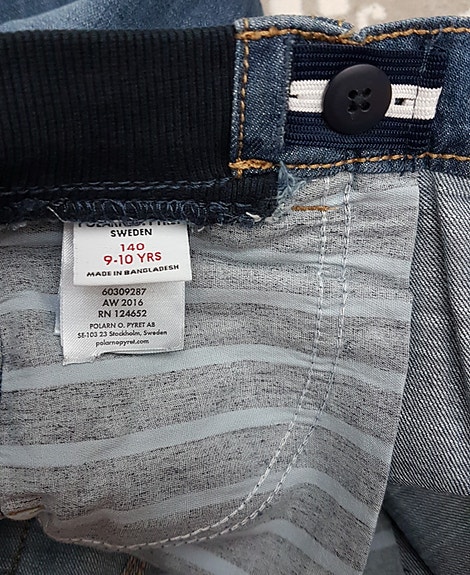 SWEDEN
140
9-10 YRS
MADE IN BANGLADESH
60309287
AW 2016
RN 124652
POLARN O. PYRET AB
SE-103 23 Stockholm, Sweden
polarnopyret.com